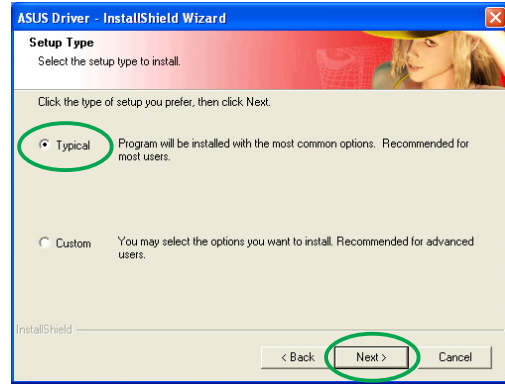 ASUS Driver - InstallShield Wizard
Setup Type
Select the setup type to install.
Click the type of setup you prefer, then click Next.
Typical
Program will be installed with the most common options. Recommended for
most users.
Custom
You may select the options you want to install. Recommended for advanced
users.
InstallShield
< Back
Next >
Cancel